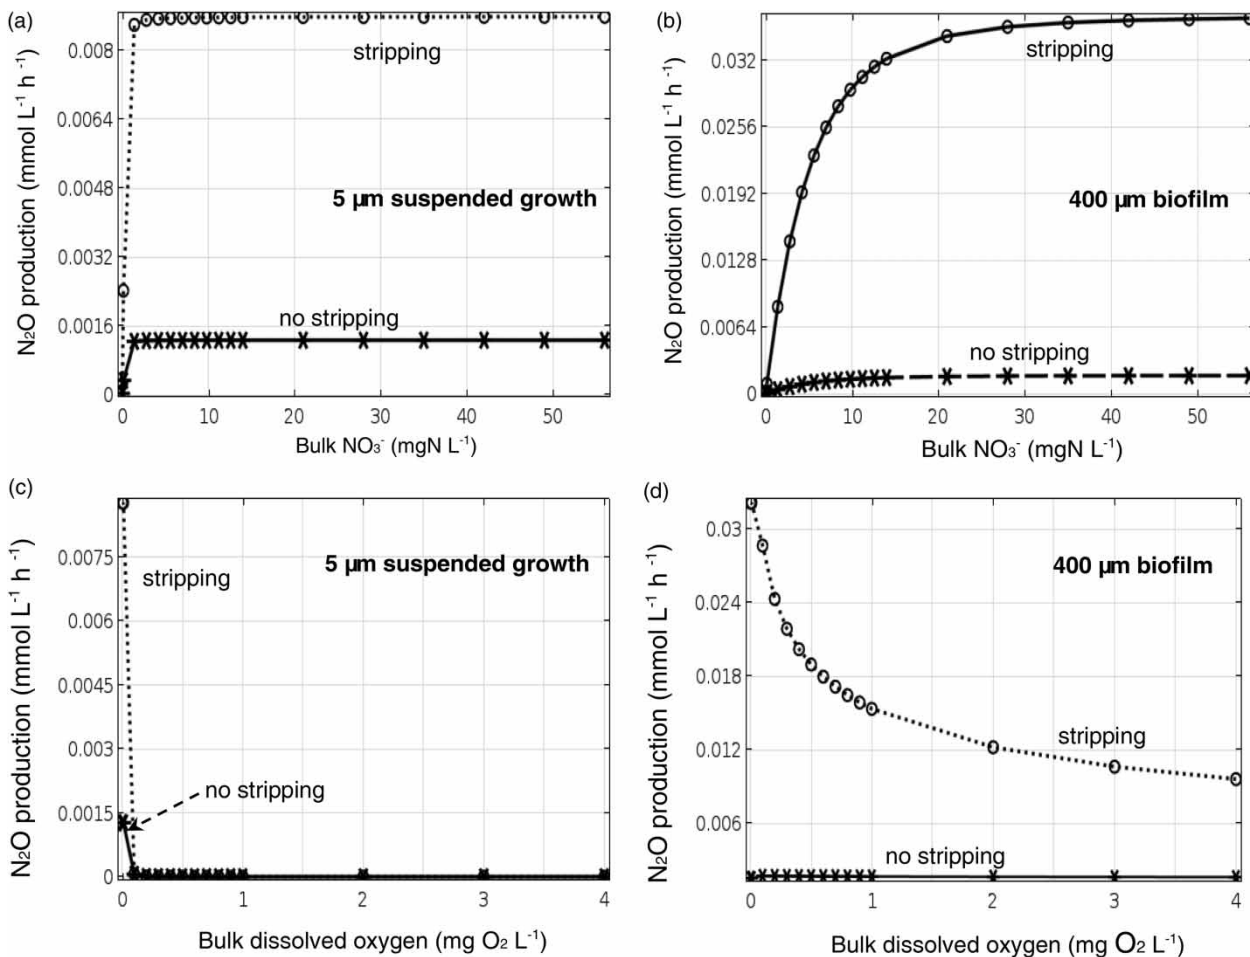 (a)
N₂O production (mmol L⁻¹ h⁻¹)
0.008
0.0064
0.0048
0.0032
0.0016
0
stripping
5 µm suspended growth
no stripping
0 10 20 30 40 50
Bulk NO₃⁻ (mgN L⁻¹)
(b)
N₂O production (mmol L⁻¹ h⁻¹)
0.032
0.0256
0.0192
0.0128
0.0064
0
stripping
400 µm biofilm
no stripping
0 10 20 30 40 50
Bulk NO₃⁻ (mgN L⁻¹)
(c)
N₂O production (mmol L⁻¹ h⁻¹)
0.0075
0.006
0.0045
0.003
0.0015
0
5 µm suspended growth
stripping
no stripping
0 1 2 3 4
Bulk dissolved oxygen (mg O₂ L⁻¹)
(d)
N₂O production (mmol L⁻¹ h⁻¹)
0.03
0.024
0.018
0.012
0.006
400 µm biofilm
stripping
no stripping
0 1 2 3 4
Bulk dissolved oxygen (mg O₂ L⁻¹)